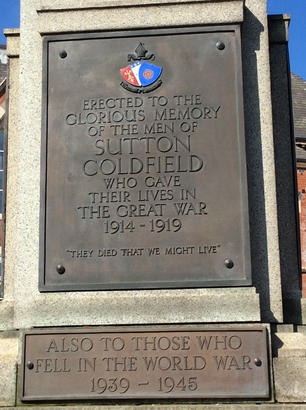 ERECTED TO THE
GLORIOUS MEMORY
OF THE MEN OF
SUTTON
COLDFIELD
WHO GAVE
THEIR LIVES IN
THE GREAT WAR
1914 - 1919
"THEY DIED THAT WE MIGHT LIVE"
ALSO TO THOSE WHO
FELL IN THE WORLD WAR
1939 - 1945